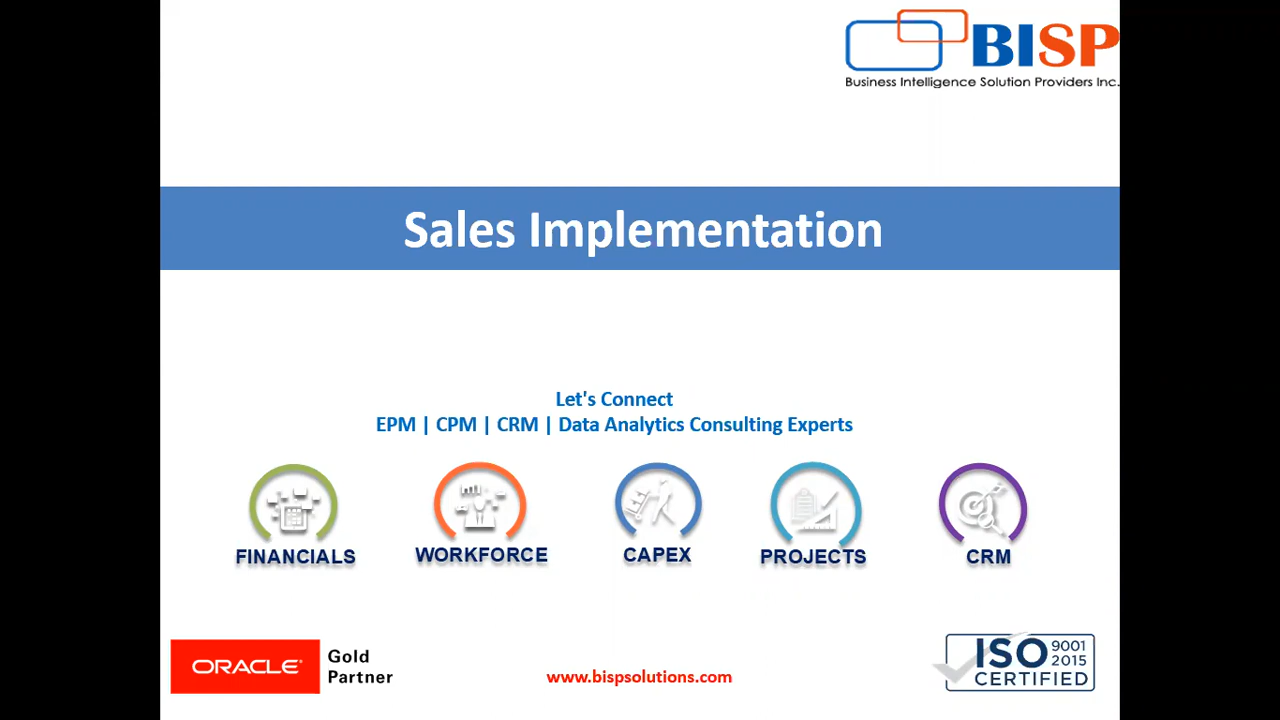 BISP
Business Intelligence Solution Providers Inc.
Sales Implementation
Let's Connect
EPM | CPM | CRM | Data Analytics Consulting Experts
FINANCIALS
WORKFORCE
CAPEX
PROJECTS
CRM
ORACLE
Gold
Partner
www.bispsolutions.com
ISO 9001
2015
CERTIFIED